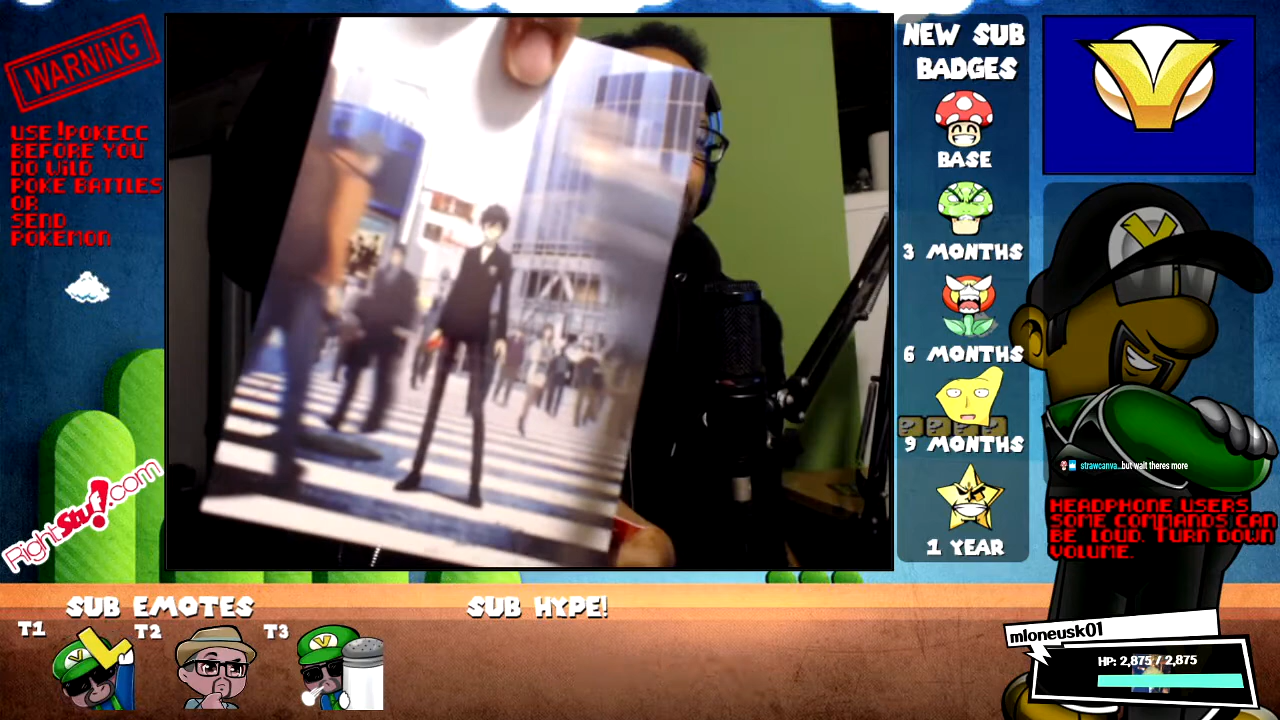 WARNING
USE !POKECC
BEFORE YOU
DO WILD
POKE BATTLES
OR
SEND
POKEMON
RightStuf!.com
NEW SUB
BADGES
BASE
3 MONTHS
6 MONTHS
9 MONTHS
1 YEAR
V
strawcanva..but wait theres more
HEADPHONE USERS
SOME COMMANDS CAN
BE LOUD. TURN DOWN
VOLUME.
SUB EMOTES
SUB HYPE!
T1
T2
T3
mloneusk01
HP: 2,875 / 2,875